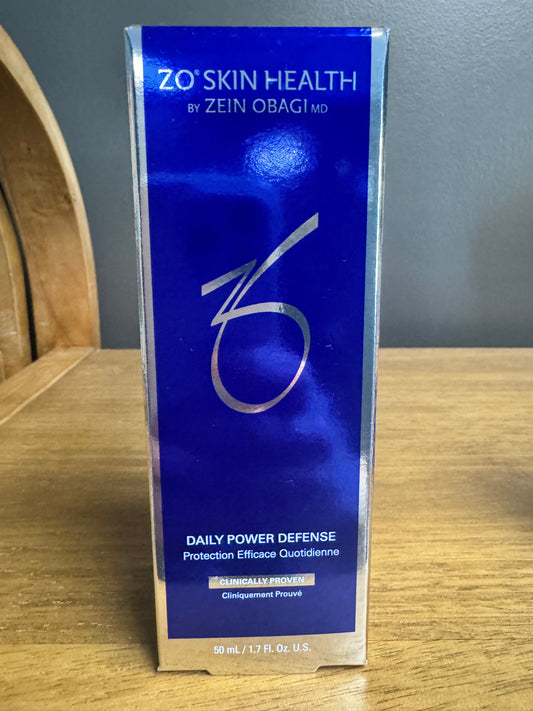 ZO® SKIN HEALTH
BY ZEIN OBAGI MD
DAILY POWER DEFENSE
Protection Efficace Quotidienne
CLINICALLY PROVEN
Cliniquement Prouvé
50 mL / 1.7 Fl. Oz. U.S.